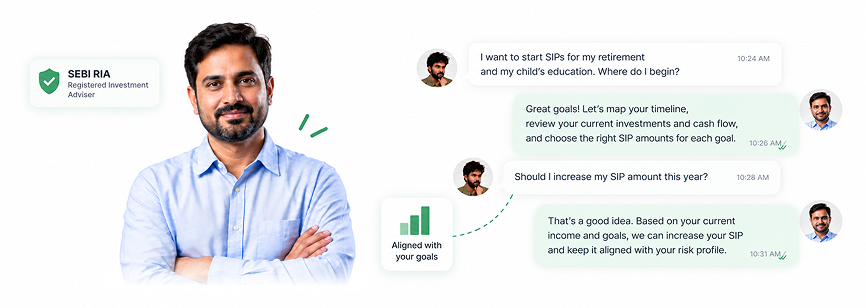 SEBI RIA
Registered Investment
Adviser
I want to start SIPs for my retirement
and my child's education. Where do I begin?
10:24 AM
Great goals! Let's map your timeline,
review your current investments and cash flow,
and choose the right SIP amounts for each goal.
10:26 AM
Should I increase my SIP amount this year?
10:28 AM
That's a good idea. Based on your current
income and goals, we can increase your SIP
and keep it aligned with your risk profile.
10:31 AM
Aligned with
your goals